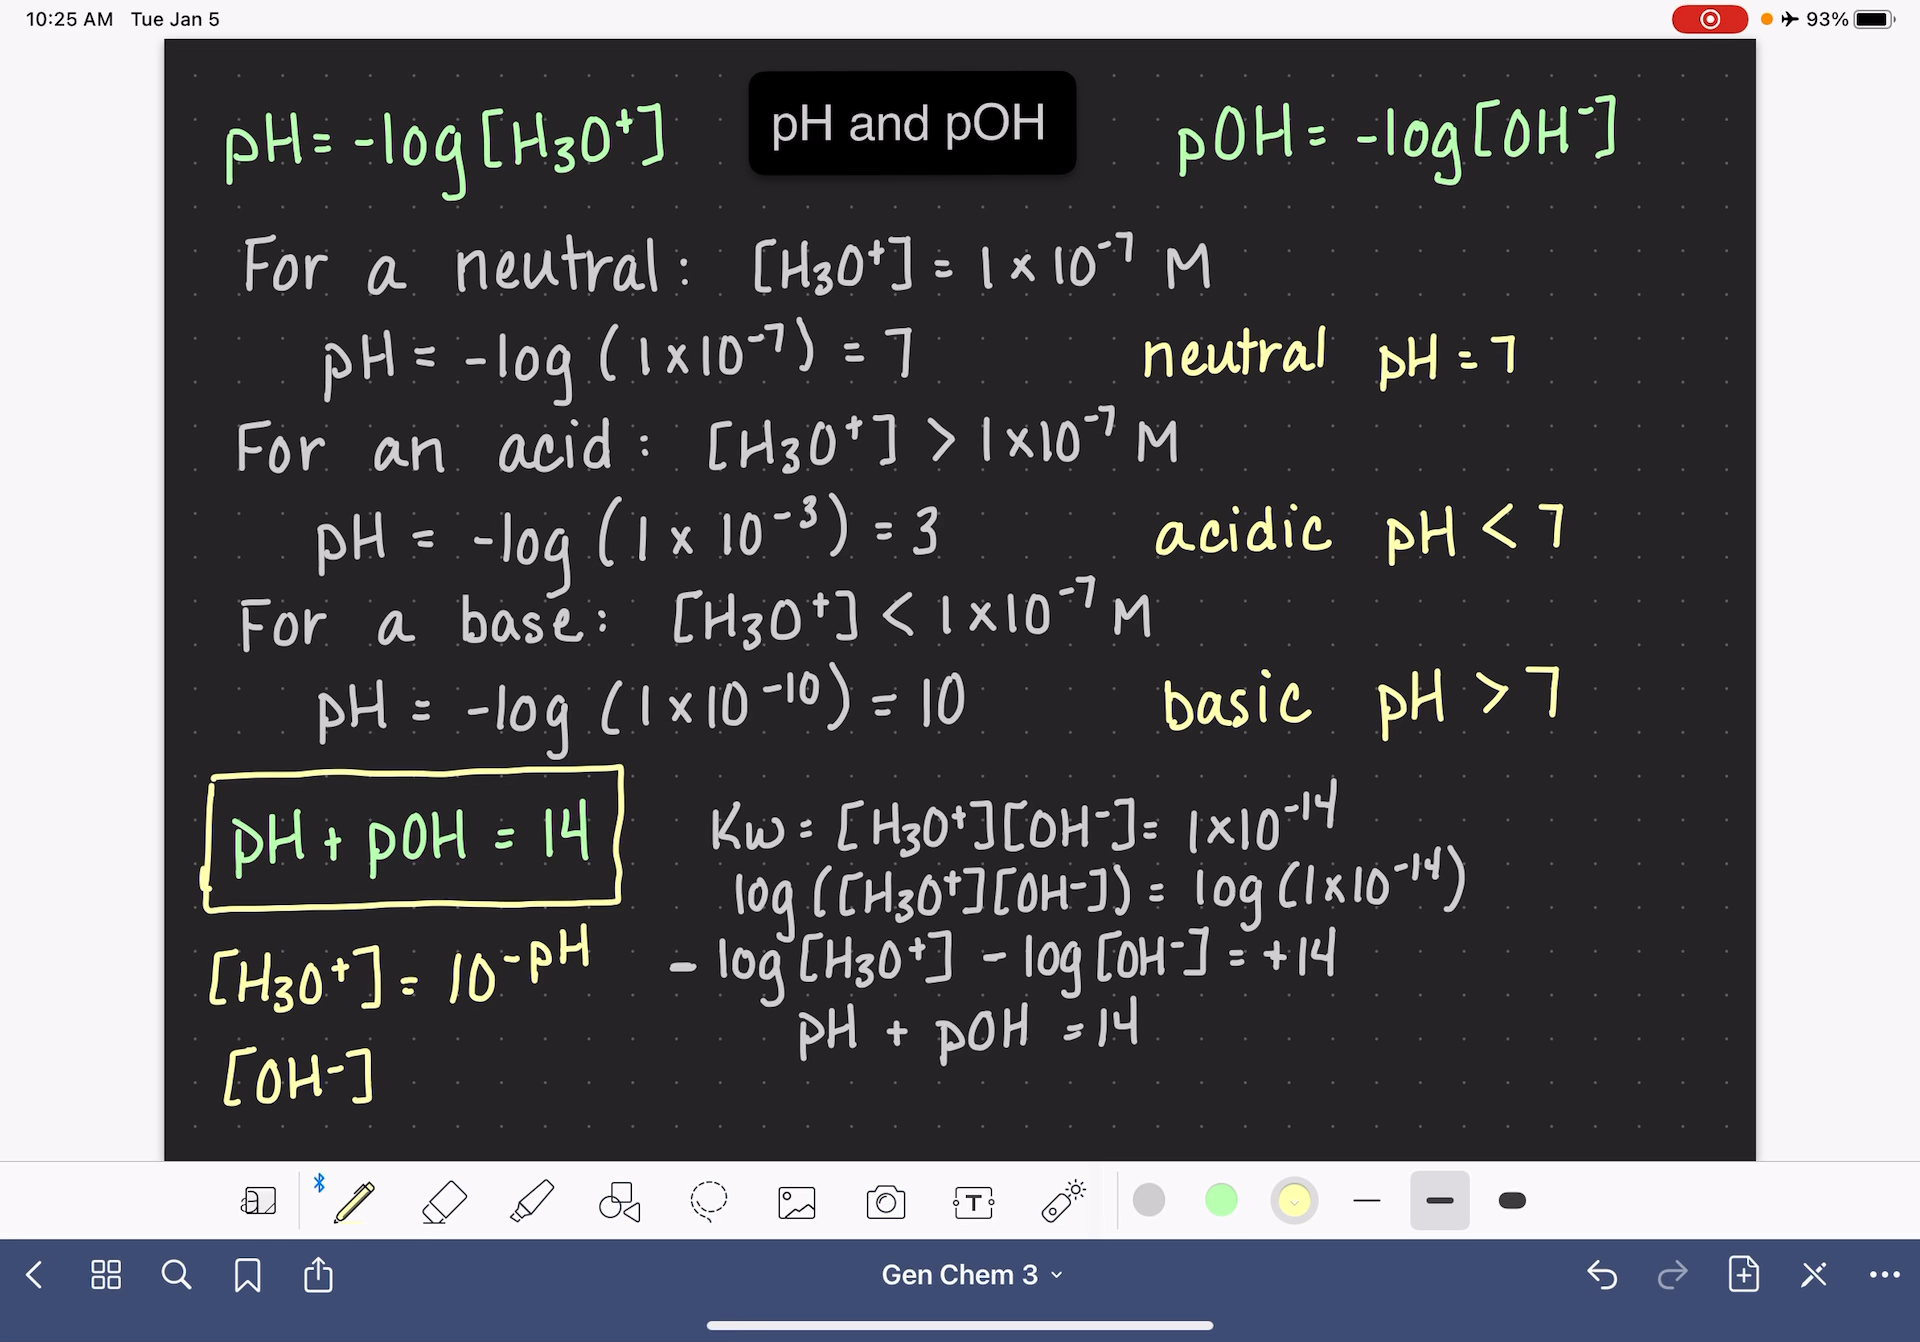 10:25 AM Tue Jan 5
93%
pH = -log [H₃O⁺]
pH and pOH
pOH = -log [OH⁻]
For a neutral: [H₃O⁺] = 1 x 10⁻⁷ M
pH = -log (1x10⁻⁷) = 7
neutral pH = 7
For an acid: [H₃O⁺] > 1x10⁻⁷ M
pH = -log (1 x 10⁻³) = 3
acidic pH < 7
For a base: [H₃O⁺] < 1x10⁻⁷ M
pH = -log (1x10⁻¹⁰) = 10
basic pH > 7
pH + pOH = 14
Kw = [H₃O⁺][OH⁻] = 1x10⁻¹⁴
log ([H₃O⁺][OH⁻]) = log (1x10⁻¹⁴)
- log [H₃O⁺] - log [OH⁻] = +14
pH + pOH = 14
[H₃O⁺] = 10⁻ᵖᴴ
[OH⁻]
Gen Chem 3